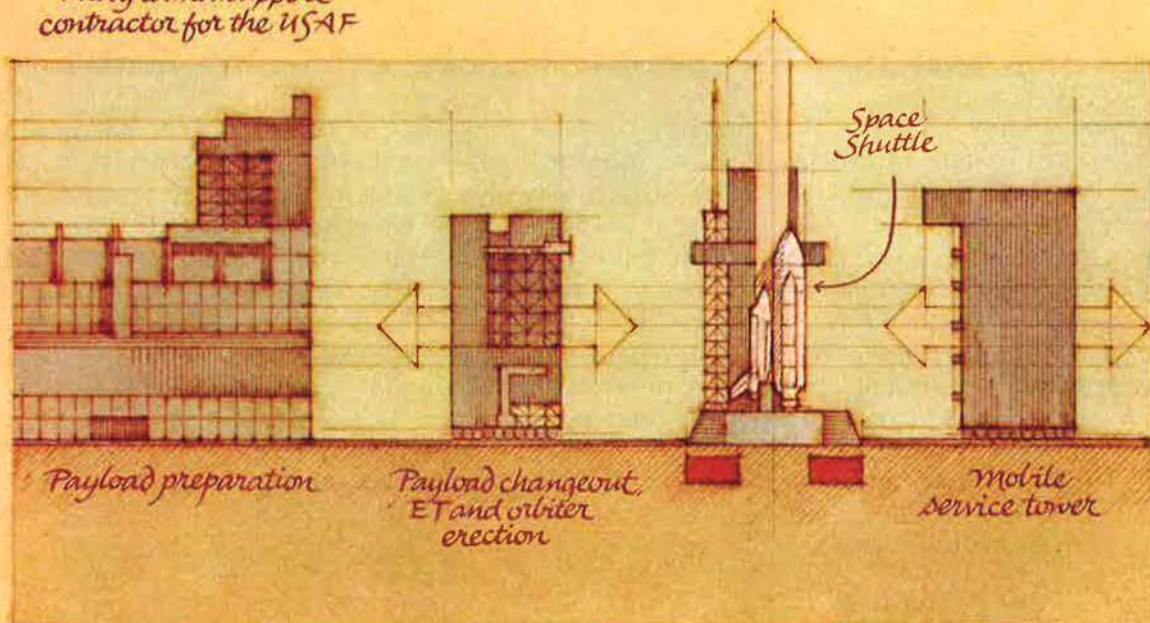 contractor for the USAF
Space
Shuttle
Payload preparation
Payload changeout,
ET and orbiter
erection
Mobile
service tower